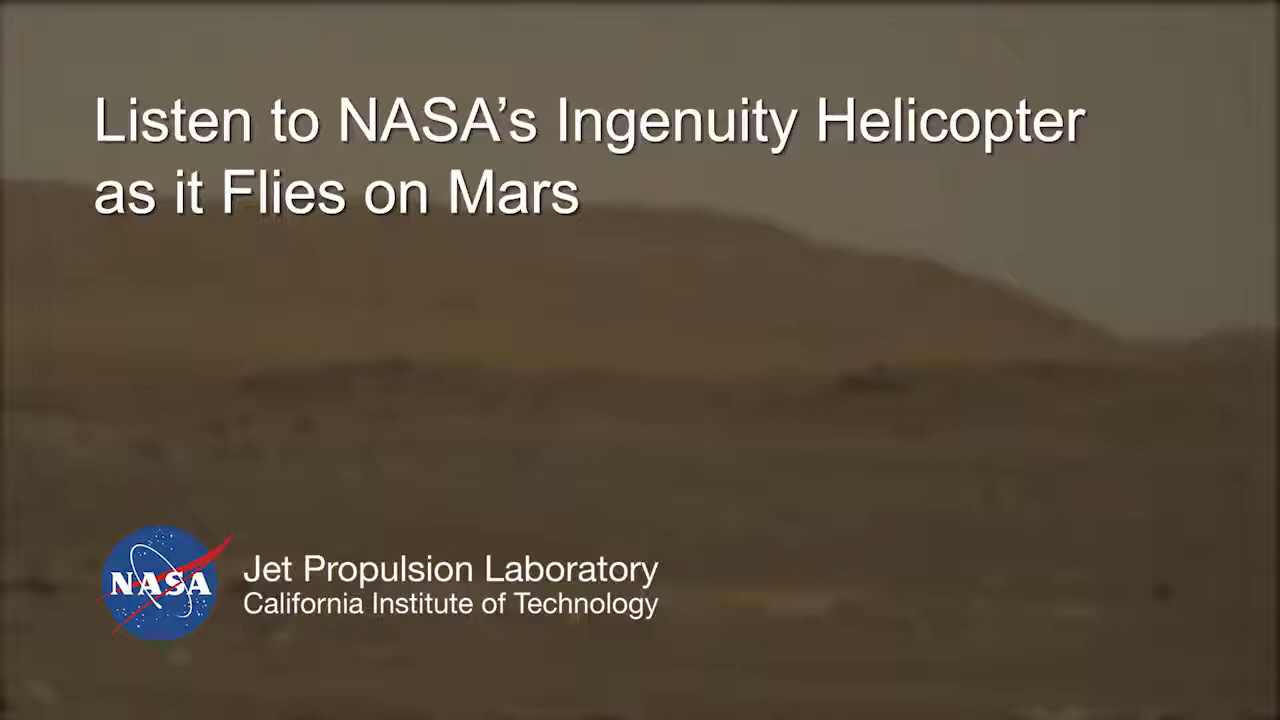 Listen to NASA’s Ingenuity Helicopter
as it Flies on Mars
NASA
Jet Propulsion Laboratory
California Institute of Technology